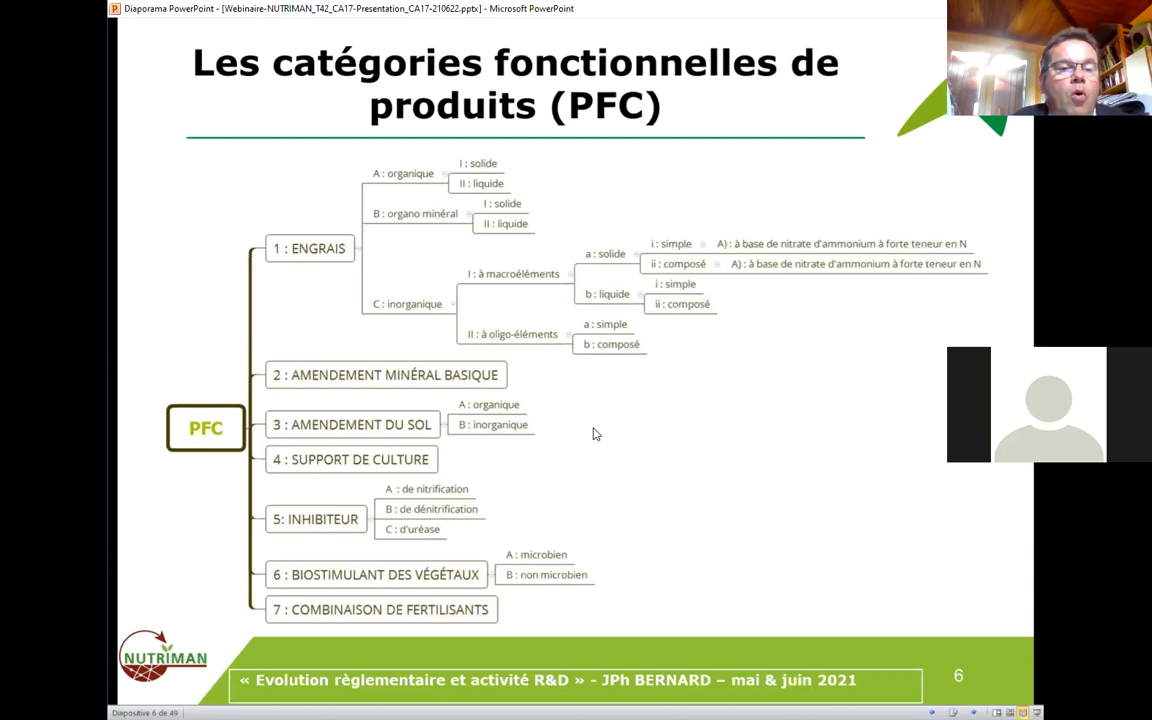 Diaporama PowerPoint - [Webinaire-NUTRIMAN_T42_CA17-Presentation_CA17-210622.pptx] - Microsoft PowerPoint
Les catégories fonctionnelles de
produits (PFC)
PFC
1 : ENGRAIS
A : organique
I : solide
II : liquide
B : organo minéral
I : solide
II : liquide
C : inorganique
I : à macroéléments
a : solide
i : simple
A) : à base de nitrate d'ammonium à forte teneur en N
ii : composé
A) : à base de nitrate d'ammonium à forte teneur en N
b : liquide
i : simple
ii : composé
II : à oligo-éléments
a : simple
b : composé
2 : AMENDEMENT MINÉRAL BASIQUE
3 : AMENDEMENT DU SOL
A : organique
B : inorganique
4 : SUPPORT DE CULTURE
5: INHIBITEUR
A : de nitrification
B : de dénitrification
C : d'uréase
6 : BIOSTIMULANT DES VÉGÉTAUX
A : microbien
B : non microbien
7 : COMBINAISON DE FERTILISANTS
NUTRIMAN
« Evolution règlementaire et activité R&D » - JPh BERNARD – mai & juin 2021
6
Diapositive 6 de 49